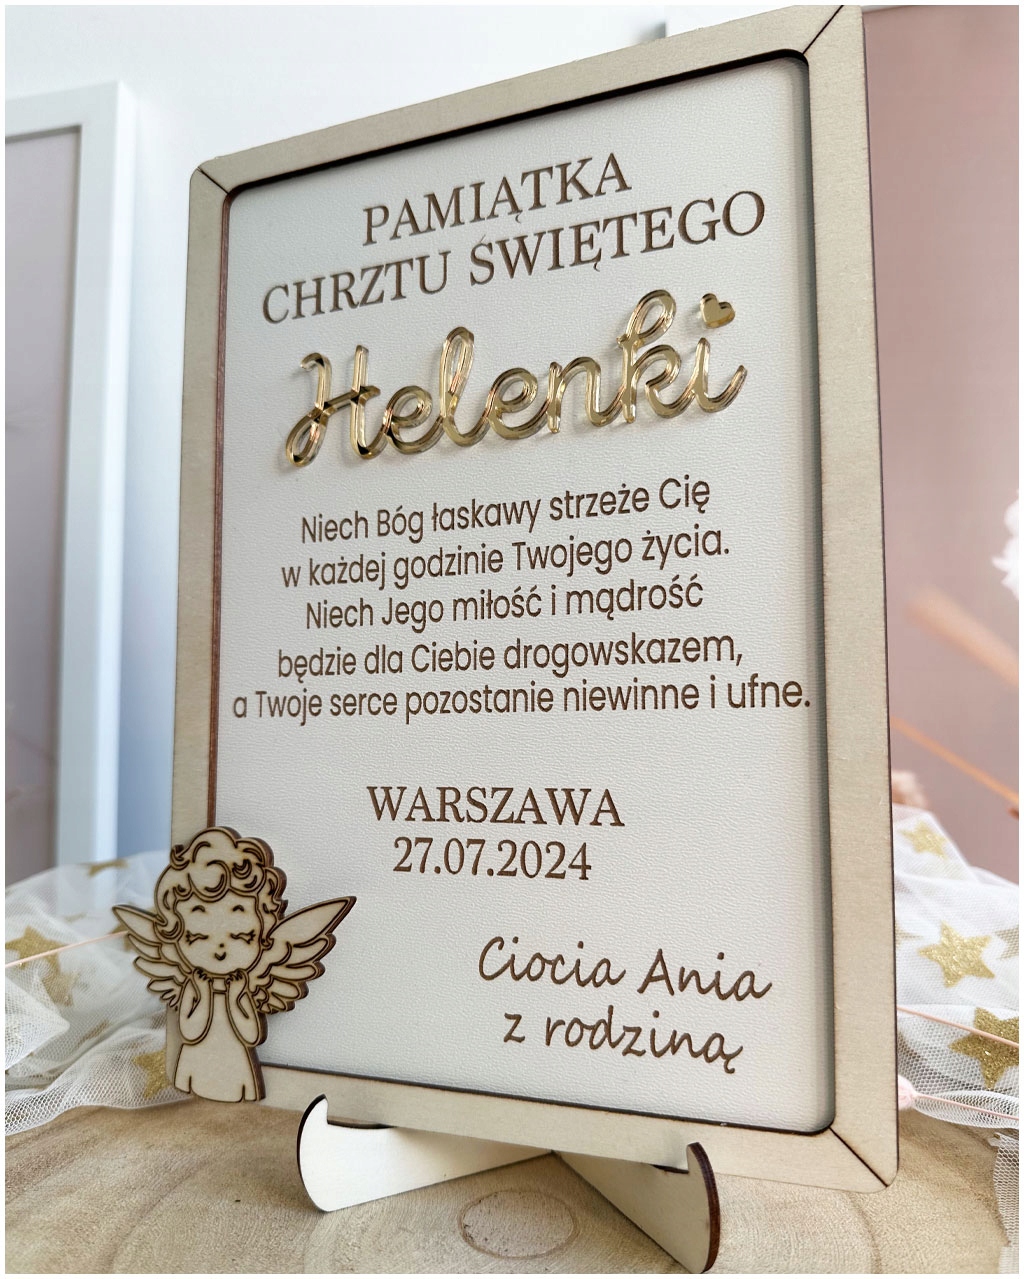 PAMIĄTKA
CHRZTU ŚWIĘTEGO
Helenki
Niech Bóg łaskawy strzeże Cię
w każdej godzinie Twojego życia.
Niech Jego miłość i mądrość
będzie dla Ciebie drogowskazem,
a Twoje serce pozostanie niewinne i ufne.
WARSZAWA
27.07.2024
Ciocia Ania
z rodziną